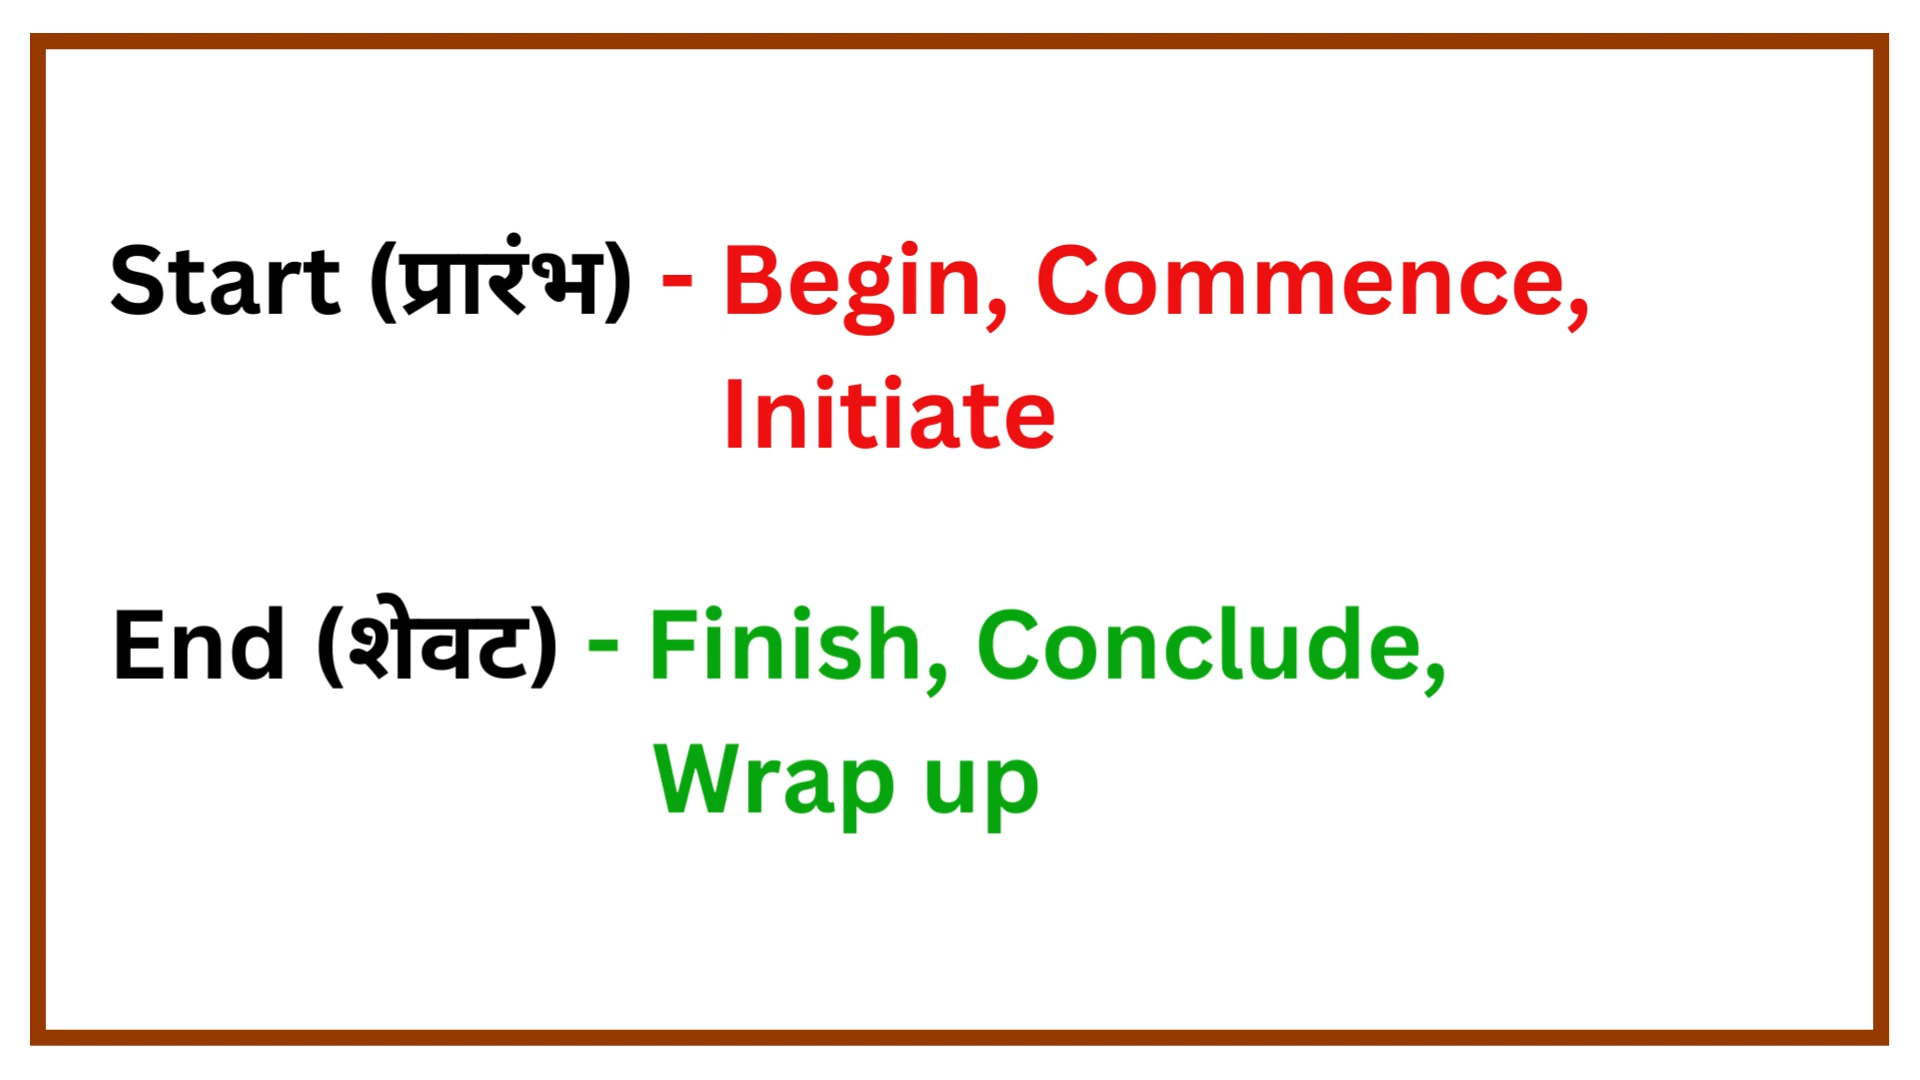 Start (प्रारंभ) - Begin, Commence,
Initiate
End (शेवट) - Finish, Conclude,
Wrap up